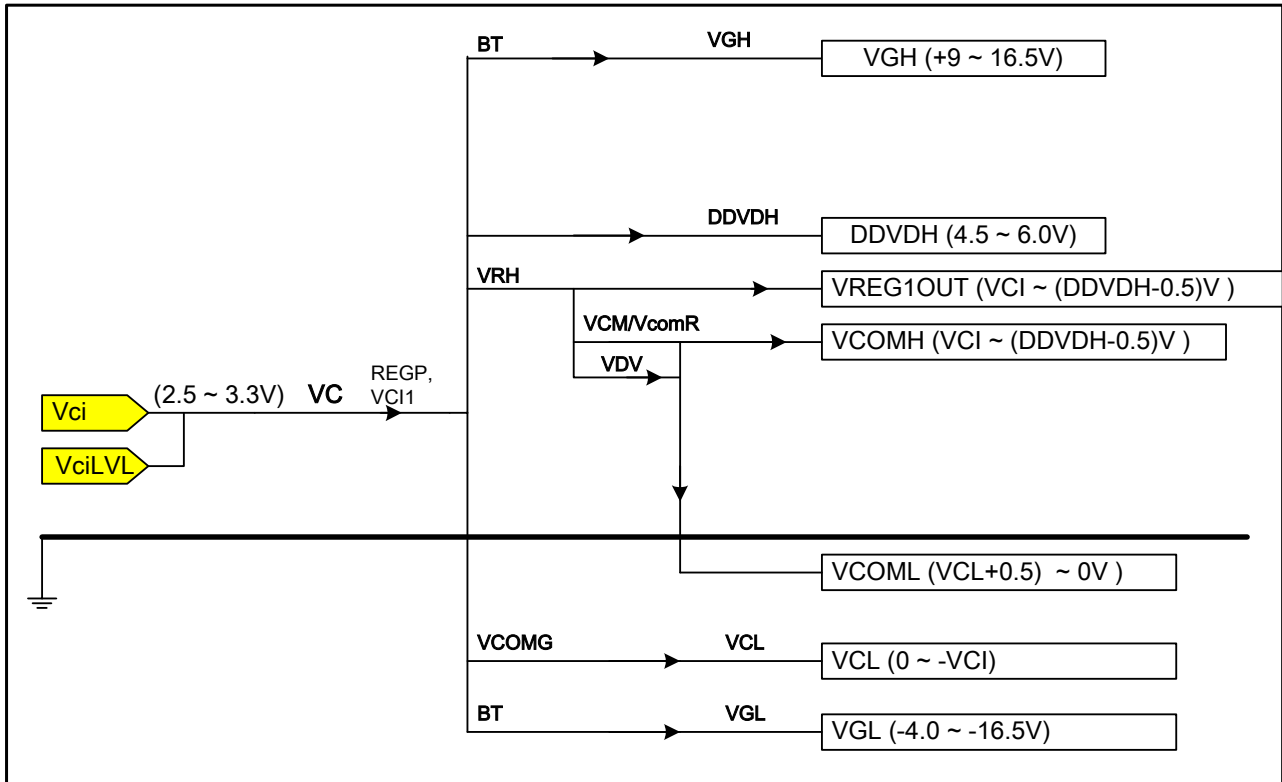 BT VGH VGH (+9 ~ 16.5V)
DDVDH DDVDH (4.5 ~ 6.0V)
VRH VREG1OUT (VCI ~ (DDVDH-0.5)V )
VCM/VcomR VCOMH (VCI ~ (DDVDH-0.5)V )
VDV
Vci (2.5 ~ 3.3V) VC REGP,
VCI1
VciLVL
VCOML (VCL+0.5) ~ 0V )
VCOMG VCL VCL (0 ~ -VCI)
BT VGL VGL (-4.0 ~ -16.5V)